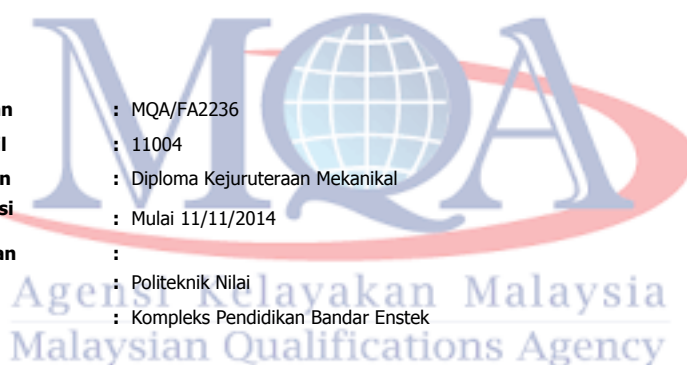 MQA
an : MQA/FA2236
l : 11004
n : Diploma Kejuruteraan Mekanikal
si
: Mulai 11/11/2014
an :
: Politeknik Nilai
Agensi Kelayakan Malaysia
: Kompleks Pendidikan Bandar Enstek
Malaysian Qualifications Agency